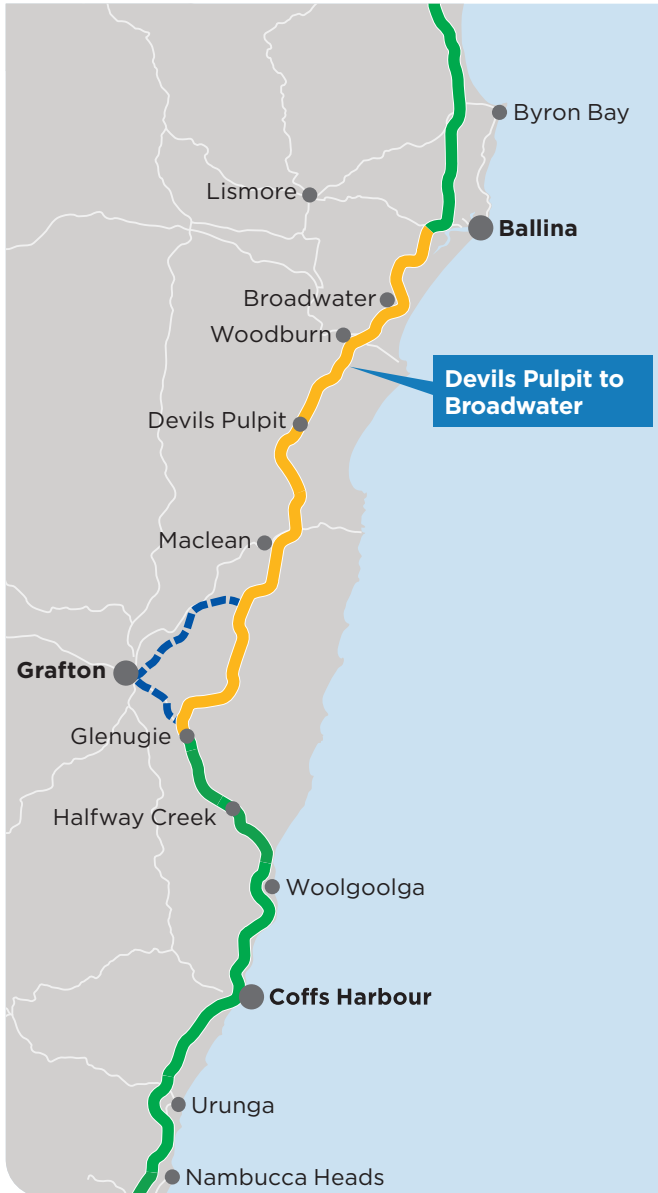 Byron Bay
Lismore
Ballina
Broadwater
Woodburn
Devils Pulpit to
Broadwater
Devils Pulpit
Maclean
Grafton
Glenugie
Halfway Creek
Woolgoolga
Coffs Harbour
Urunga
Nambucca Heads